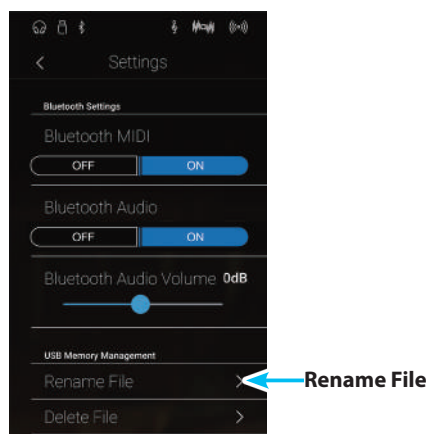 Settings
Bluetooth Settings
Bluetooth MIDI
OFF ON
Bluetooth Audio
OFF ON
Bluetooth Audio Volume 0dB
USB Memory Management
Rename File
Rename File
Delete File